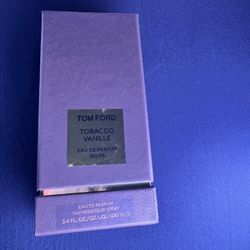 TOM FORD
TOBACCO
VANILLE
EAU DE PARFUM
100 ML
EAU DE PARFUM
VAPORISATEUR SPRAY
3.4 FL.OZ./OZ.LIQ./100 ML